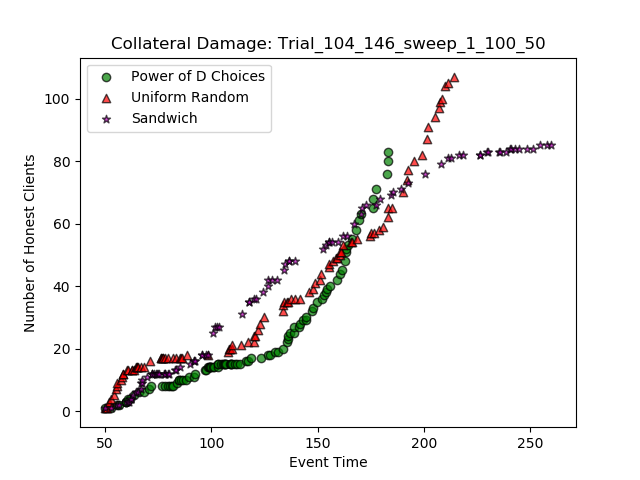 Collateral Damage: Trial_104_146_sweep_1_100_50
Power of D Choices
Uniform Random
Sandwich
Number of Honest Clients
100
80
60
40
20
0
50 100 150 200 250
Event Time